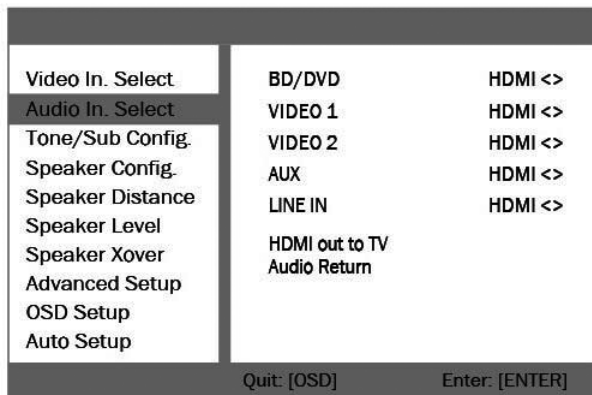 Video In. Select
Audio In. Select
Tone/Sub Config.
Speaker Config.
Speaker Distance
Speaker Level
Speaker Xover
Advanced Setup
OSD Setup
Auto Setup
BD/DVD HDMI <>
VIDEO 1 HDMI <>
VIDEO 2 HDMI <>
AUX HDMI <>
LINE IN HDMI <>
HDMI out to TV
Audio Return
Quit: [OSD] Enter: [ENTER]